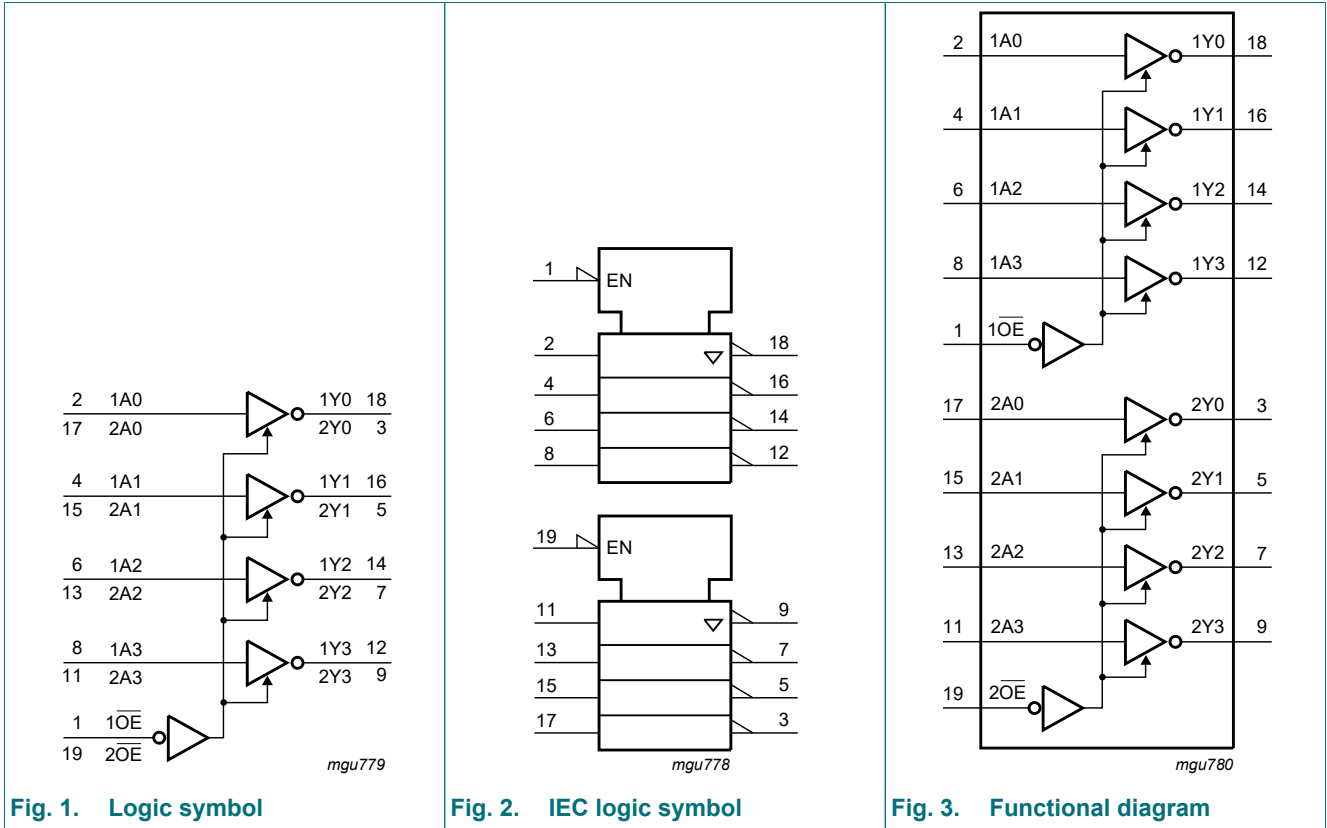 2 1A0 1Y0 18
17 2A0 2Y0 3
4 1A1 1Y1 16
15 2A1 2Y1 5
6 1A2 1Y2 14
13 2A2 2Y2 7
8 1A3 1Y3 12
11 2A3 2Y3 9
1 1O̅E̅
19 2O̅E̅
mgu779
Fig. 1. Logic symbol
1 EN
2 18
4 16
6 14
8 12
19 EN
11 9
13 7
15 5
17 3
mgu778
Fig. 2. IEC logic symbol
2 1A0 1Y0 18
4 1A1 1Y1 16
6 1A2 1Y2 14
8 1A3 1Y3 12
1 1O̅E̅
17 2A0 2Y0 3
15 2A1 2Y1 5
13 2A2 2Y2 7
11 2A3 2Y3 9
19 2O̅E̅
mgu780
Fig. 3. Functional diagram